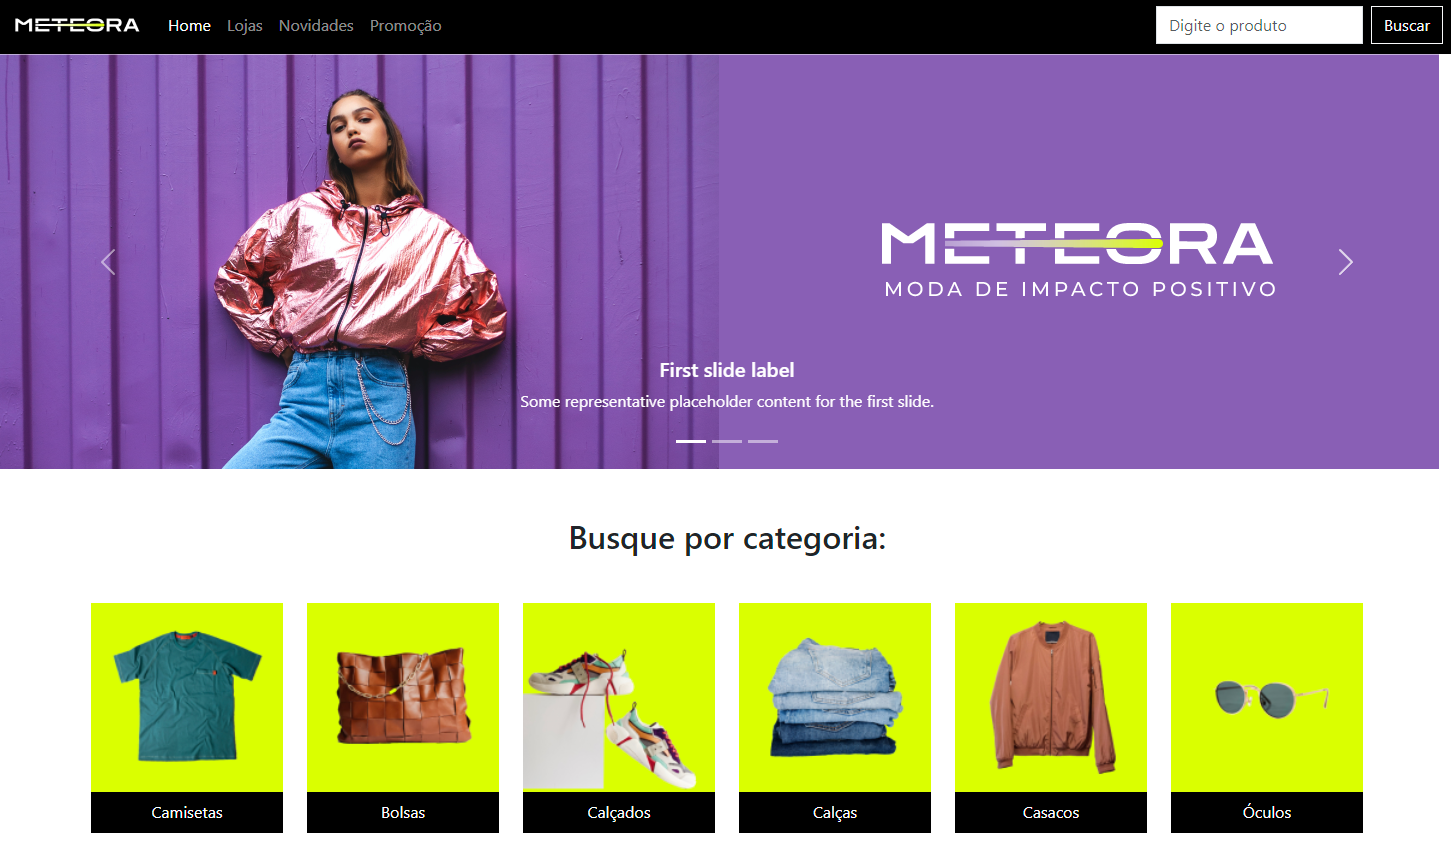 METEORA Home Lojas Novidades Promoção Digite o produto Buscar
METEORA
MODA DE IMPACTO POSITIVO
First slide label
Some representative placeholder content for the first slide.
Busque por categoria:
Camisetas Bolsas Calçados Calças Casacos Óculos